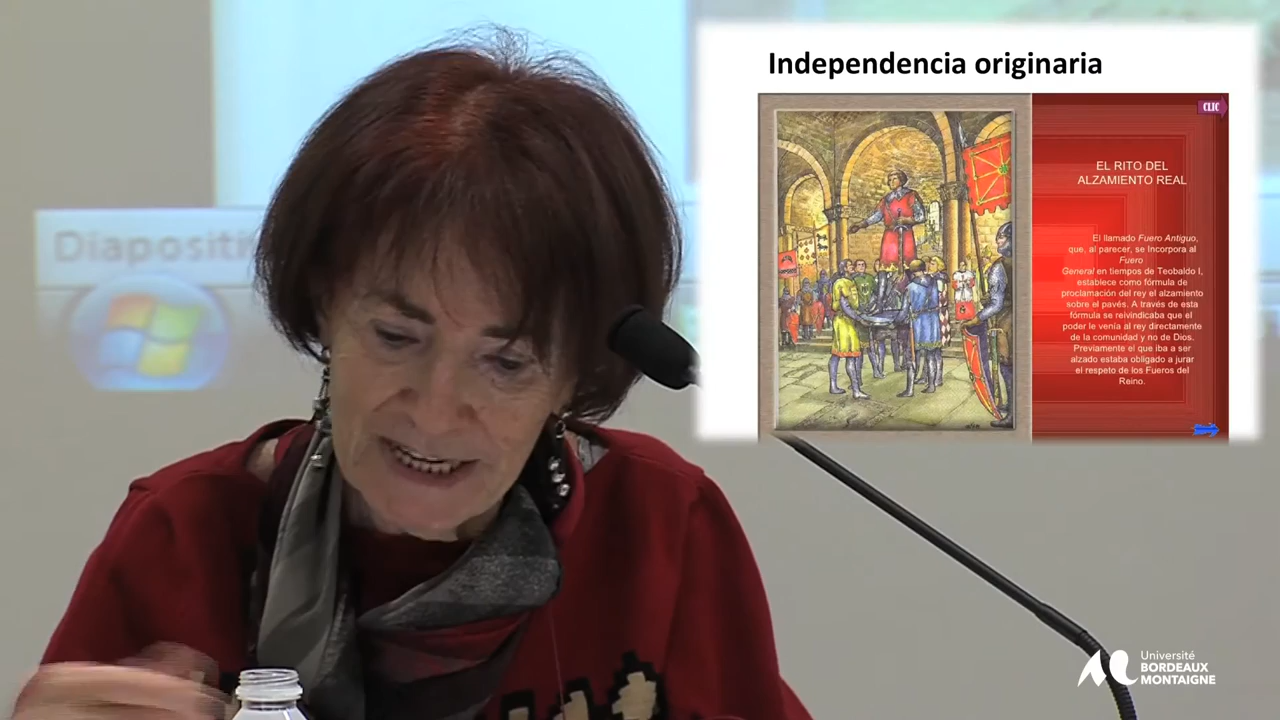 Independencia originaria
CLIC
EL RITO DEL
ALZAMIENTO REAL
El llamado Fuero Antiguo,
que, al parecer, se Incorpora al
Fuero
General en tiempos de Teobaldo I,
establece como fórmula de
proclamación del rey el alzamiento
sobre el pavés. A través de esta
fórmula se reivindicaba que el
poder le venía al rey directamente
de la comunidad y no de Dios.
Previamente el que iba a ser
alzado estaba obligado a jurar
el respeto de los Fueros del
Reino.
Diapositi
Université
BORDEAUX
MONTAIGNE